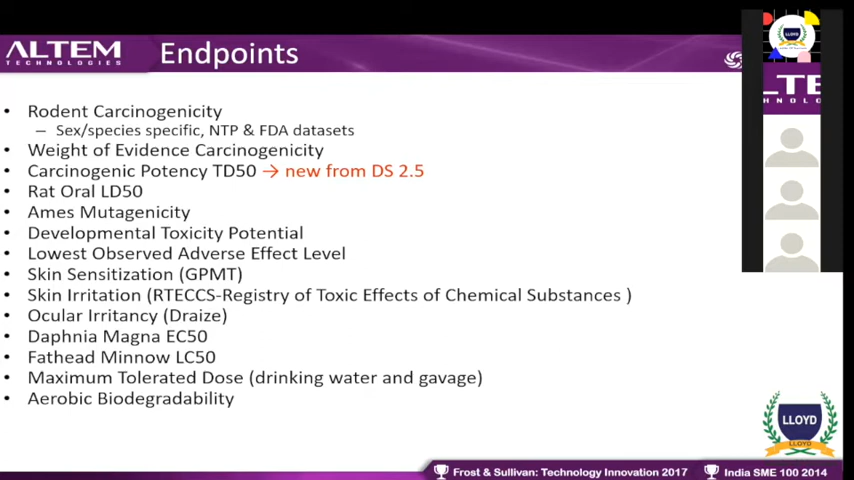 ALTEM
TECHNOLOGIES
Endpoints
• Rodent Carcinogenicity
– Sex/species specific, NTP & FDA datasets
• Weight of Evidence Carcinogenicity
• Carcinogenic Potency TD50 → new from DS 2.5
• Rat Oral LD50
• Ames Mutagenicity
• Developmental Toxicity Potential
• Lowest Observed Adverse Effect Level
• Skin Sensitization (GPMT)
• Skin Irritation (RTECCS-Registry of Toxic Effects of Chemical Substances )
• Ocular Irritancy (Draize)
• Daphnia Magna EC50
• Fathead Minnow LC50
• Maximum Tolerated Dose (drinking water and gavage)
• Aerobic Biodegradability
LLOYD
LTE
HNOL
LLOYD
LLOYD
Frost & Sullivan: Technology Innovation 2017
India SME 100 2014